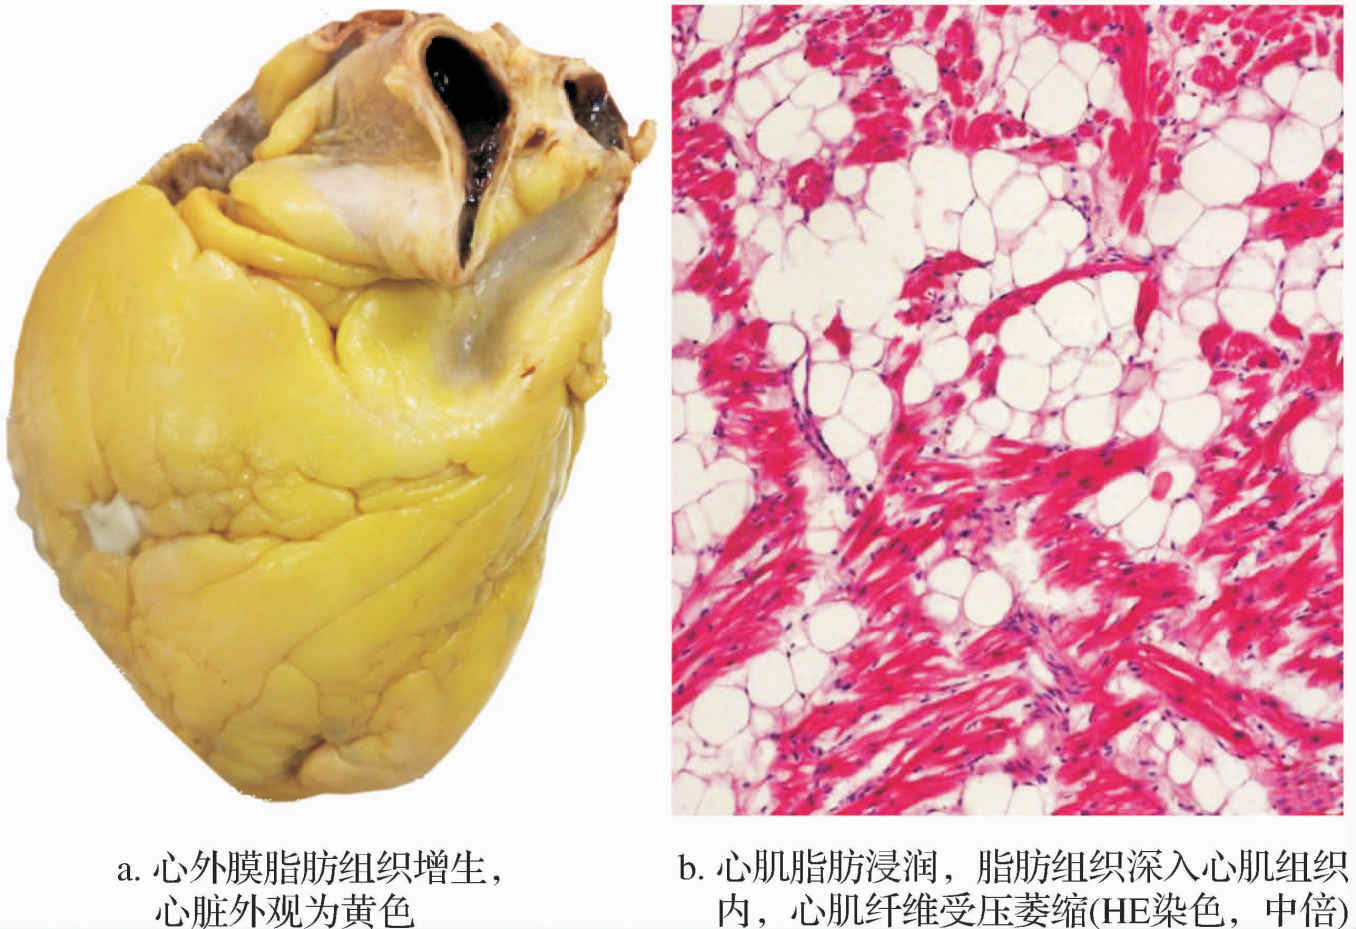 a. 心外膜脂肪组织增生，
心脏外观为黄色
b. 心肌脂肪浸润，脂肪组织深入心肌组织
内，心肌纤维受压萎缩(HE染色，中倍)